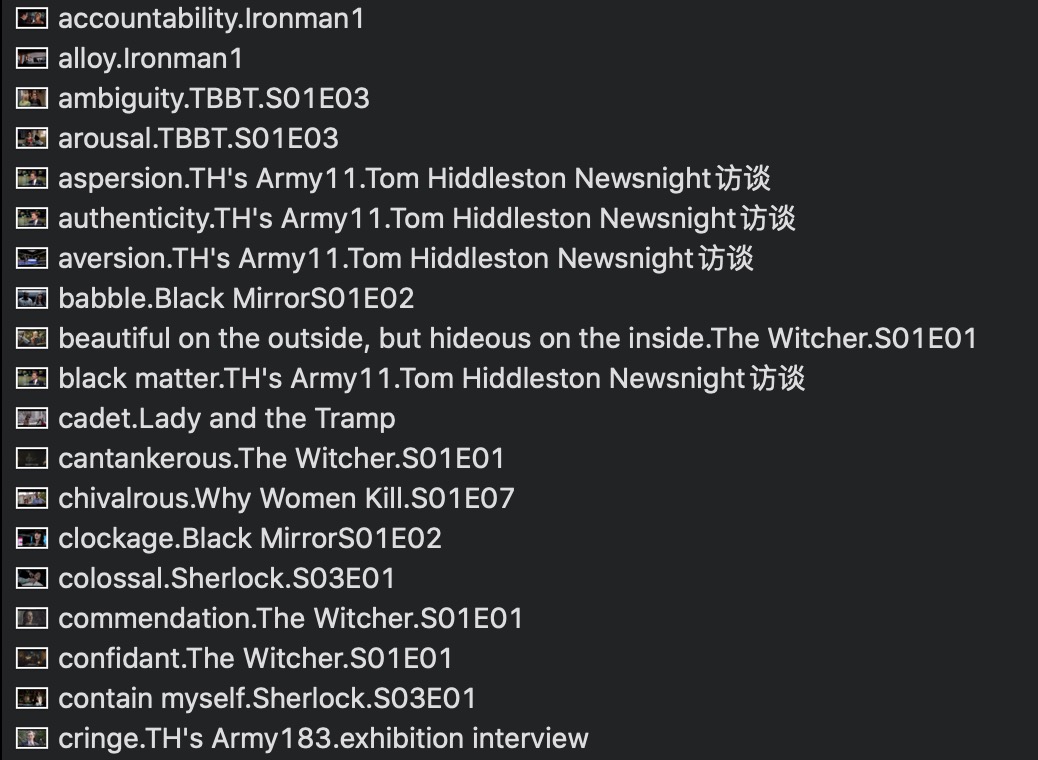 accountability.Ironman1
alloy.Ironman1
ambiguity.TBBT.S01E03
arousal.TBBT.S01E03
aspersion.TH's Army11.Tom Hiddleston Newsnight访谈
authenticity.TH's Army11.Tom Hiddleston Newsnight访谈
aversion.TH's Army11.Tom Hiddleston Newsnight访谈
babble.Black MirrorS01E02
beautiful on the outside, but hideous on the inside.The Witcher.S01E01
black matter.TH's Army11.Tom Hiddleston Newsnight访谈
cadet.Lady and the Tramp
cantankerous.The Witcher.S01E01
chivalrous.Why Women Kill.S01E07
clockage.Black MirrorS01E02
colossal.Sherlock.S03E01
commendation.The Witcher.S01E01
confidant.The Witcher.S01E01
contain myself.Sherlock.S03E01
cringe.TH's Army183.exhibition interview